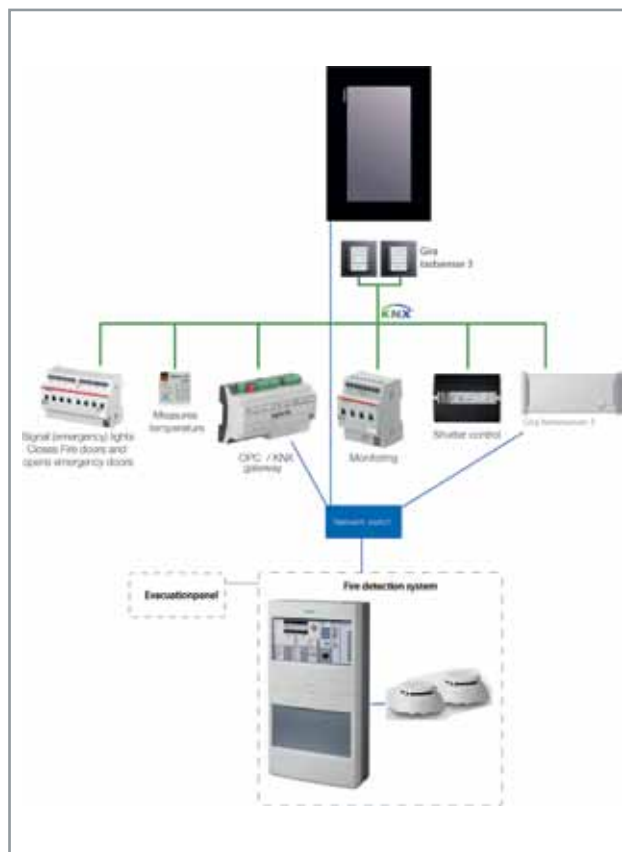 Gira
tastsensor 3
KNX
Signal (emergency) lights
Closes Fire doors and
opens emergency doors
Measures
temperature
OPC / KNX
gateway
Monitoring
Shutter control
Gira
Network switch
Evacuationpanel
Fire detection system